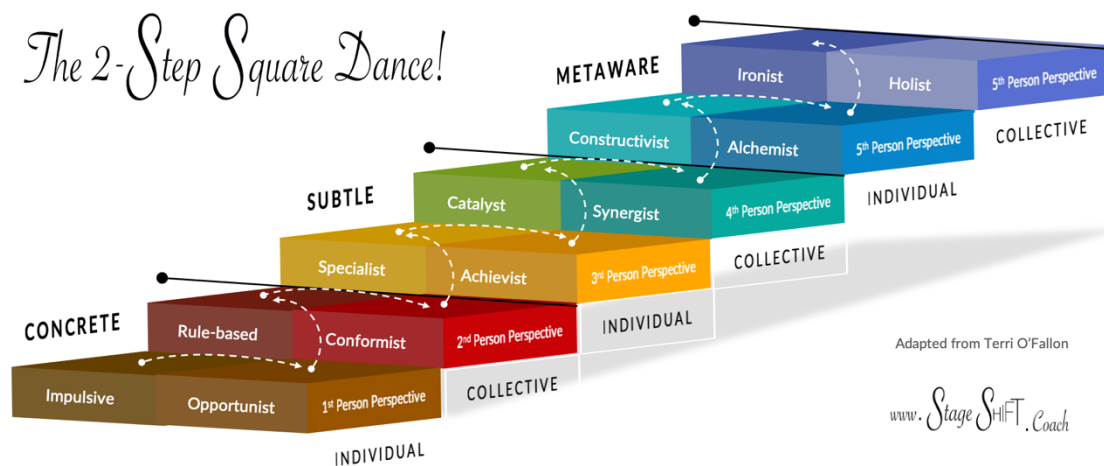 The 2-Step Square Dance!
METAWARE
Ironist
Holist
5th Person Perspective
COLLECTIVE
Constructivist
Alchemist
5th Person Perspective
INDIVIDUAL
SUBTLE
Catalyst
Synergist
4th Person Perspective
COLLECTIVE
Specialist
Achievist
3rd Person Perspective
INDIVIDUAL
CONCRETE
Rule-based
Conformist
2nd Person Perspective
COLLECTIVE
Impulsive
Opportunist
1st Person Perspective
INDIVIDUAL
Adapted from Terri O'Fallon
www.StageSHIFT.Coach